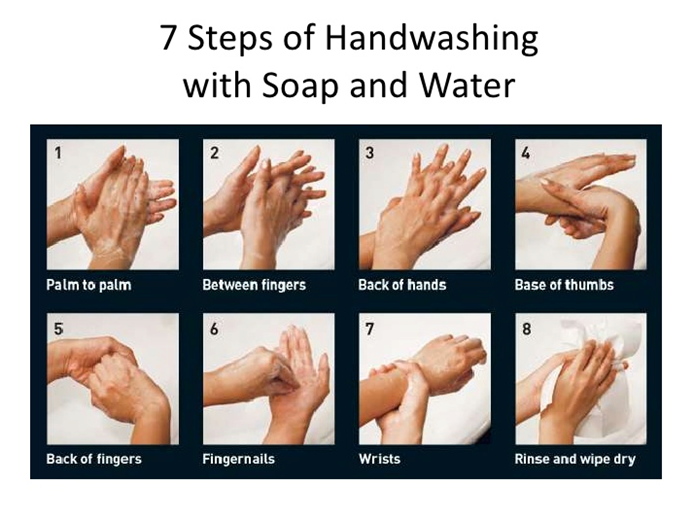 7 Steps of Handwashing
with Soap and Water
1
2
3
4
Palm to palm
Between fingers
Back of hands
Base of thumbs
5
6
7
8
Back of fingers
Fingernails
Wrists
Rinse and wipe dry